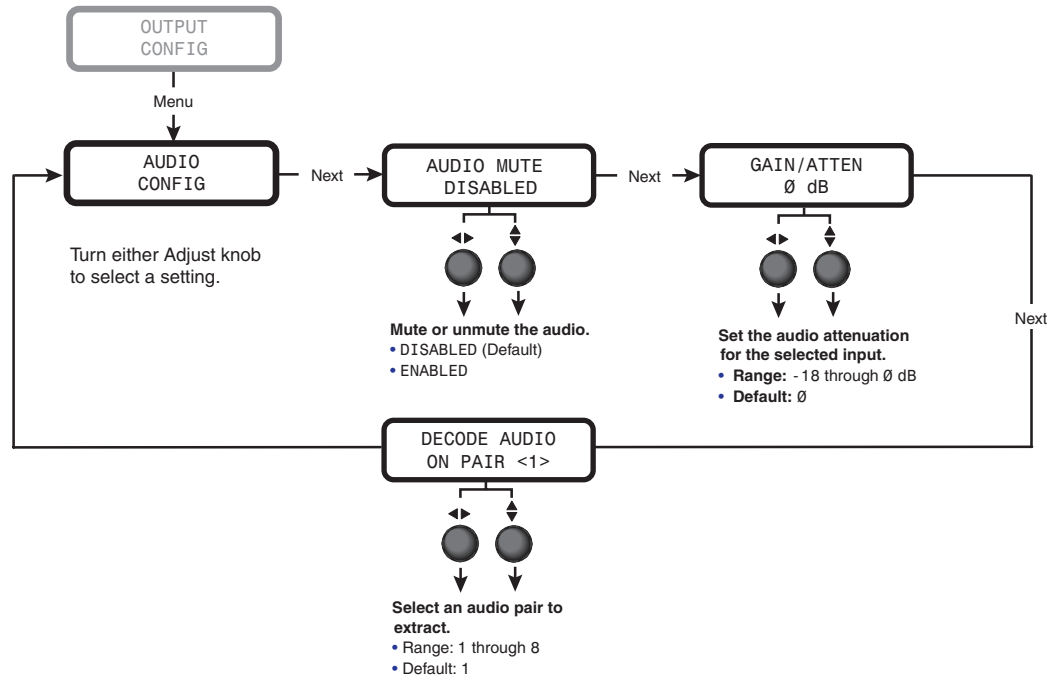 OUTPUT
CONFIG
Menu
AUDIO
CONFIG
Next
AUDIO MUTE
DISABLED
Next
GAIN/ATTEN
Ø dB
Turn either Adjust knob
to select a setting.
Mute or unmute the audio.
• DISABLED (Default)
• ENABLED
Set the audio attenuation
for the selected input.
• Range: -18 through Ø dB
• Default: Ø
Next
DECODE AUDIO
ON PAIR <1>
Select an audio pair to
extract.
• Range: 1 through 8
• Default: 1